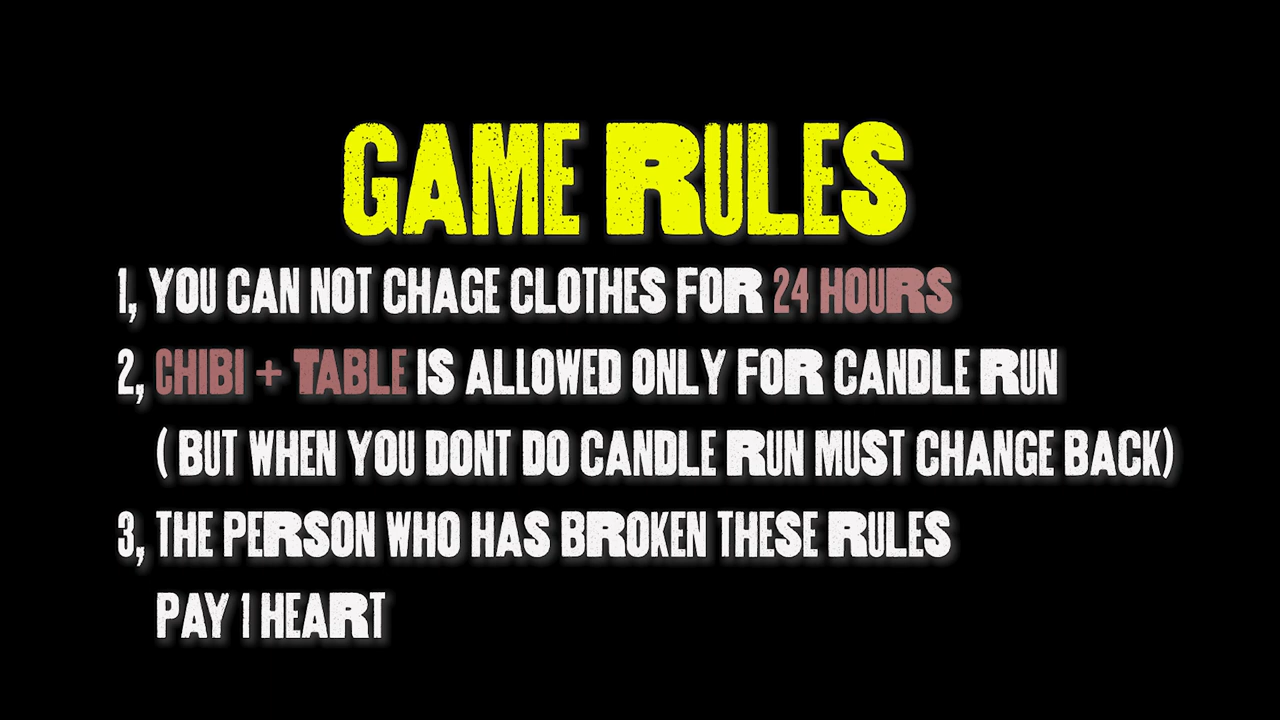 GAME RULES
1, YOU CAN NOT CHAGE CLOTHES FOR 24 HOURS
2, CHIBI + TABLE IS ALLOWED ONLY FOR CANDLE RUN
( BUT WHEN YOU DONT DO CANDLE RUN MUST CHANGE BACK)
3, THE PERSON WHO HAS BROKEN THESE RULES
PAY 1 HEART